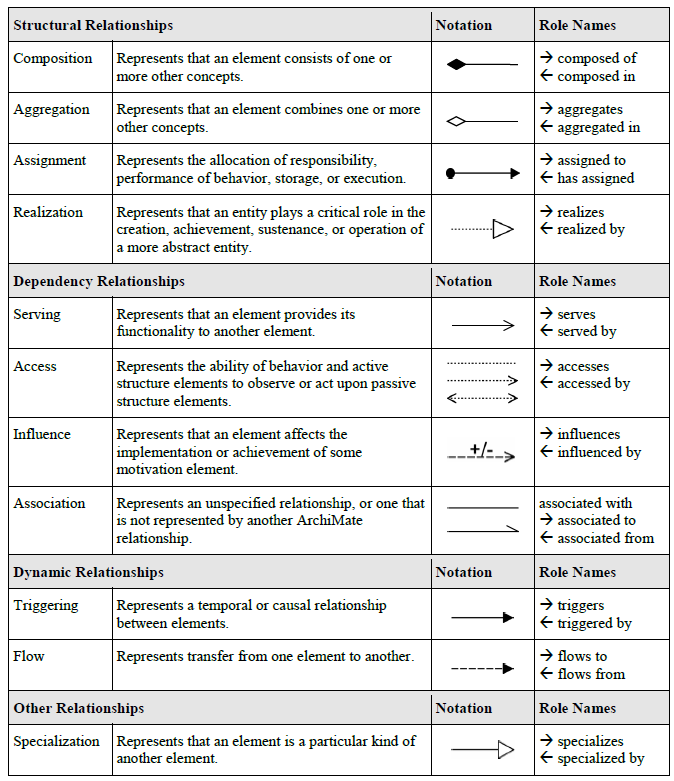 Structural Relationships Notation Role Names
Composition Represents that an element consists of one or → composed of
more other concepts. ← composed in
Aggregation Represents that an element combines one or more → aggregates
other concepts. ← aggregated in
Assignment Represents the allocation of responsibility, → assigned to
performance of behavior, storage, or execution. ← has assigned
Realization Represents that an entity plays a critical role in the → realizes
creation, achievement, sustenance, or operation of ← realized by
a more abstract entity.
Dependency Relationships Notation Role Names
Serving Represents that an element provides its → serves
functionality to another element. ← served by
Access Represents the ability of behavior and active → accesses
structure elements to observe or act upon passive ← accessed by
structure elements.
Influence Represents that an element affects the +/- → influences
implementation or achievement of some ← influenced by
motivation element.
Association Represents an unspecified relationship, or one that associated with
is not represented by another ArchiMate → associated to
relationship. ← associated from
Dynamic Relationships Notation Role Names
Triggering Represents a temporal or causal relationship → triggers
between elements. ← triggered by
Flow Represents transfer from one element to another. → flows to
← flows from
Other Relationships Notation Role Names
Specialization Represents that an element is a particular kind of → specializes
another element. ← specialized by